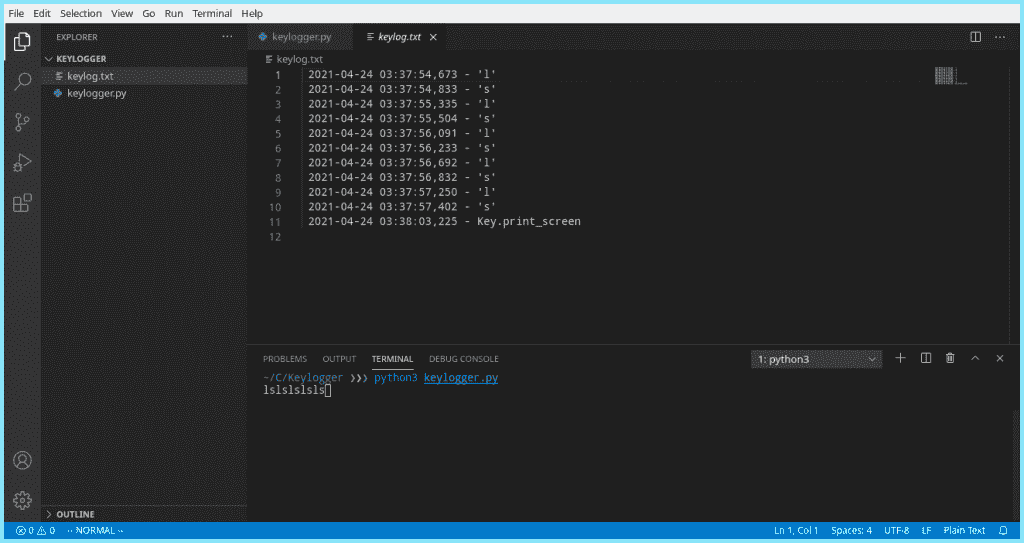 File Edit Selection View Go Run Terminal Help
EXPLORER ···
keylogger.py keylog.txt ×
KEYLOGGER
keylog.txt
keylogger.py
keylog.txt
1 2021-04-24 03:37:54,673 - 'l'
2 2021-04-24 03:37:54,833 - 's'
3 2021-04-24 03:37:55,335 - 'l'
4 2021-04-24 03:37:55,504 - 's'
5 2021-04-24 03:37:56,091 - 'l'
6 2021-04-24 03:37:56,233 - 's'
7 2021-04-24 03:37:56,692 - 'l'
8 2021-04-24 03:37:56,832 - 's'
9 2021-04-24 03:37:57,250 - 'l'
10 2021-04-24 03:37:57,402 - 's'
11 2021-04-24 03:38:03,225 - Key.print_screen
12
PROBLEMS OUTPUT TERMINAL DEBUG CONSOLE 1: python3
~/C/Keylogger ❯❯❯ python3 keylogger.py
lslslslsls
OUTLINE
0 0 -- NORMAL -- Ln 1, Col 1 Spaces: 4 UTF-8 LF Plain Text